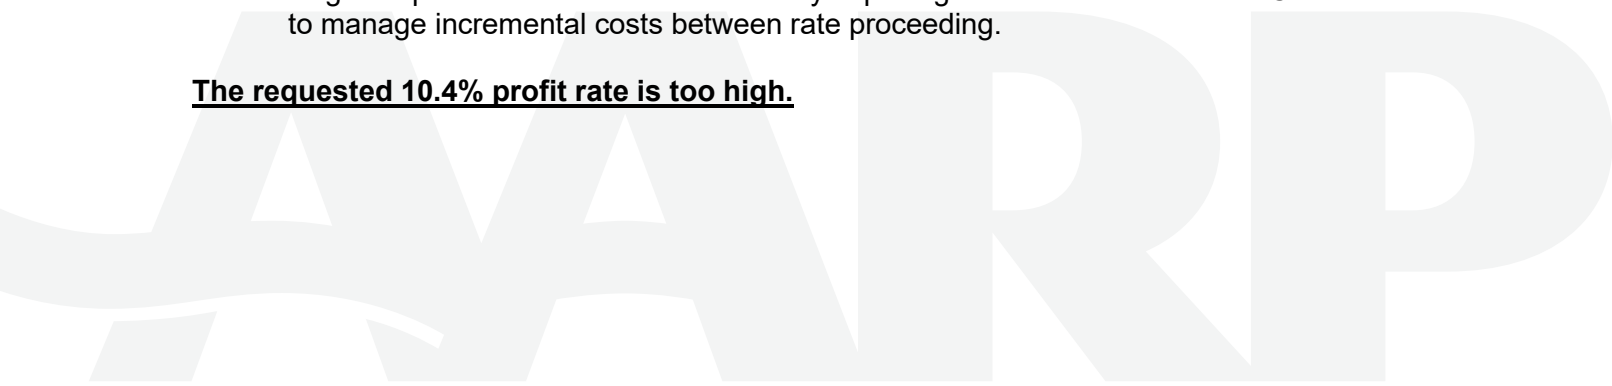 to manage incremental costs between rate proceeding.
The requested 10.4% profit rate is too high.
AARP